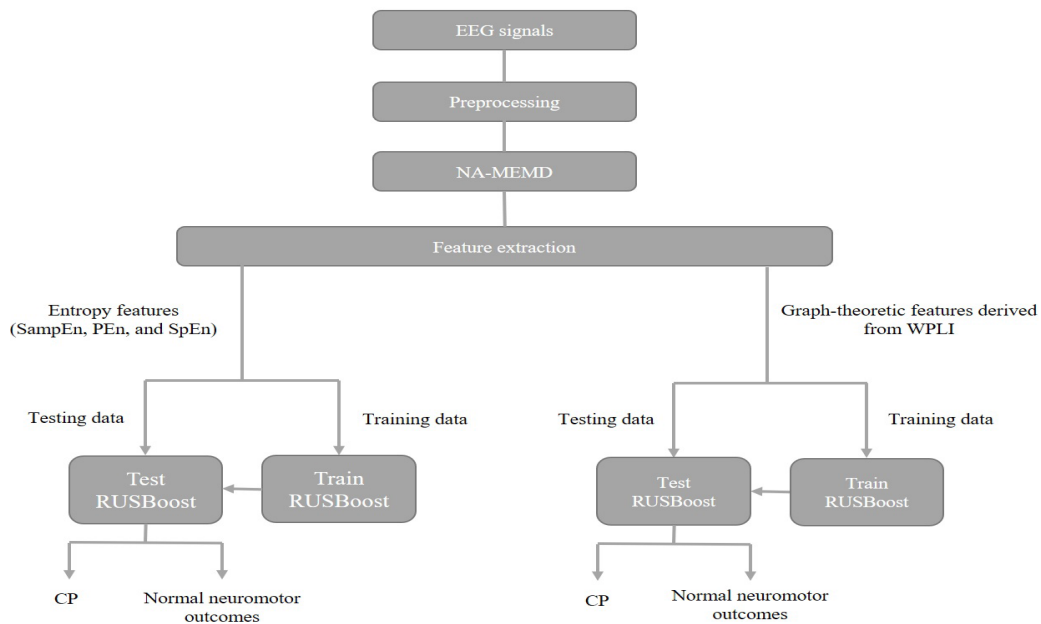 EEG signals
Preprocessing
NA-MEMD
Feature extraction
Entropy features
(SampEn, PEn, and SpEn)
Graph-theoretic features derived
from WPLI
Testing data
Training data
Testing data
Training data
Test
RUSBoost
Train
RUSBoost
Test
RUSBoost
Train
RUSBoost
CP
Normal neuromotor
outcomes
CP
Normal neuromotor
outcomes